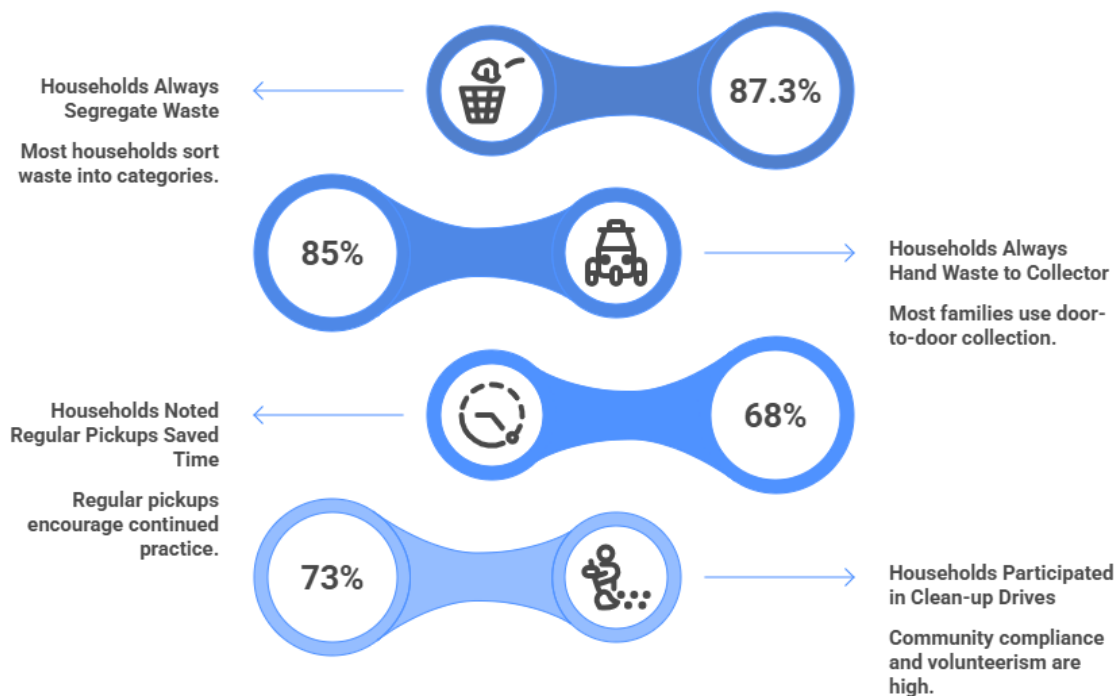 Households Always
Segregate Waste
Most households sort
waste into categories.
87.3%
85%
Households Always
Hand Waste to Collector
Most families use door-
to-door collection.
Households Noted
Regular Pickups Saved
Time
Regular pickups
encourage continued
practice.
68%
73%
Households Participated
in Clean-up Drives
Community compliance
and volunteerism are
high.